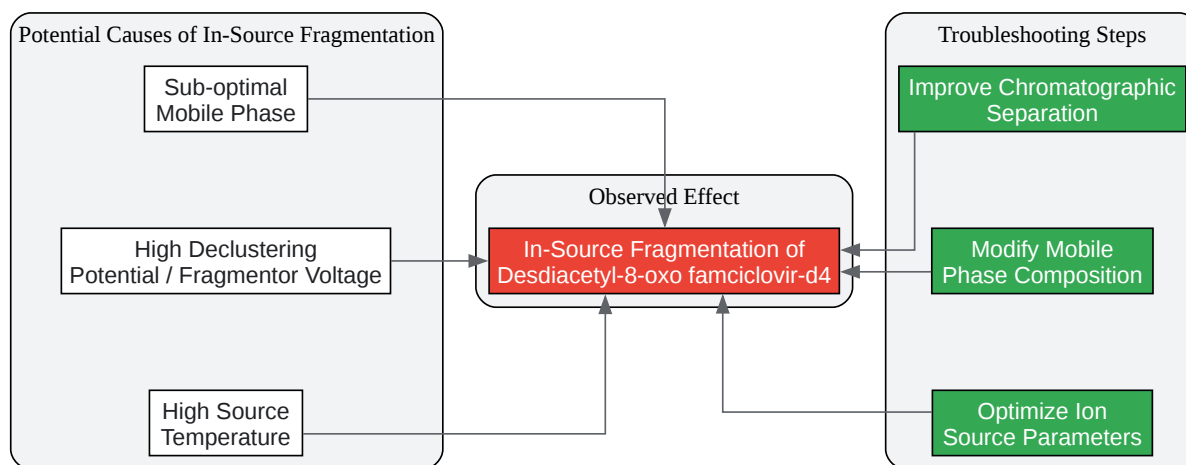 Potential Causes of In-Source Fragmentation
Sub-optimal
Mobile Phase
High Declustering
Potential / Fragmentor Voltage
High Source
Temperature
Observed Effect
In-Source Fragmentation of
Desdiacetyl-8-oxo famciclovir-d4
Troubleshooting Steps
Improve Chromatographic
Separation
Modify Mobile
Phase Composition
Optimize Ion
Source Parameters